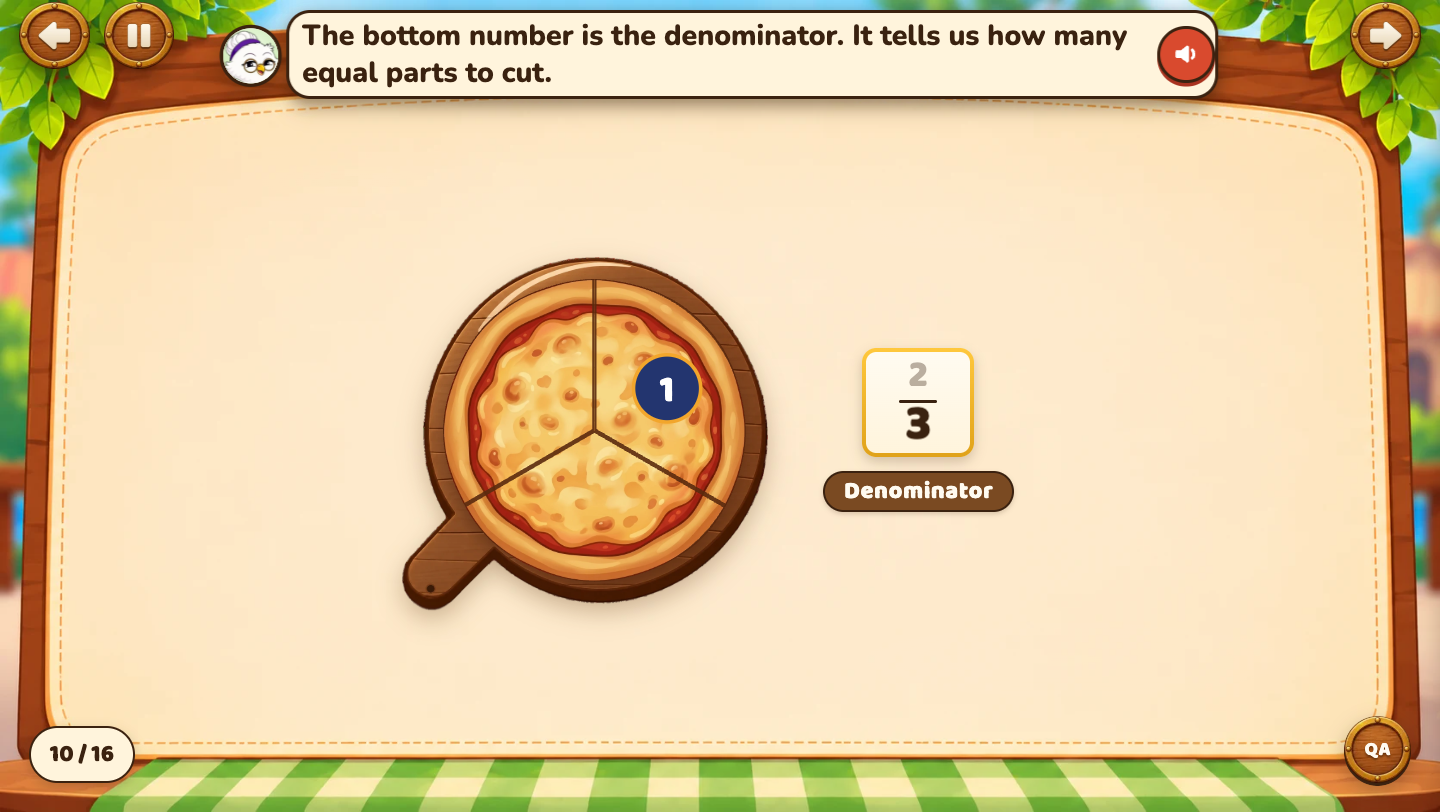 The bottom number is the denominator. It tells us how many
equal parts to cut.
1
2
3
Denominator
10 / 16
QA